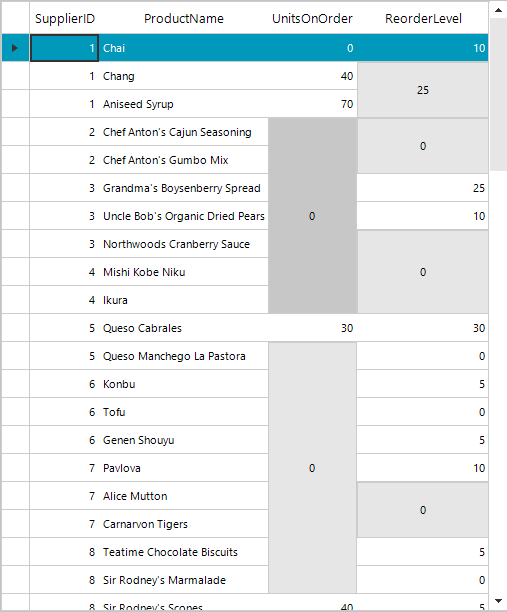 SupplierID ProductName UnitsOnOrder ReorderLevel
1 Chai 0 10
1 Chang 40
25
1 Aniseed Syrup 70
2 Chef Anton's Cajun Seasoning
0
2 Chef Anton's Gumbo Mix
3 Grandma's Boysenberry Spread 25
3 Uncle Bob's Organic Dried Pears 0 10
3 Northwoods Cranberry Sauce
4 Mishi Kobe Niku 0
4 Ikura
5 Queso Cabrales 30 30
5 Queso Manchego La Pastora 0
6 Konbu 5
6 Tofu 0
6 Genen Shouyu 5
7 Pavlova 0 10
7 Alice Mutton
0
7 Carnarvon Tigers
8 Teatime Chocolate Biscuits 5
8 Sir Rodney's Marmalade 0
8 Sir Rodney's Scones 40 5